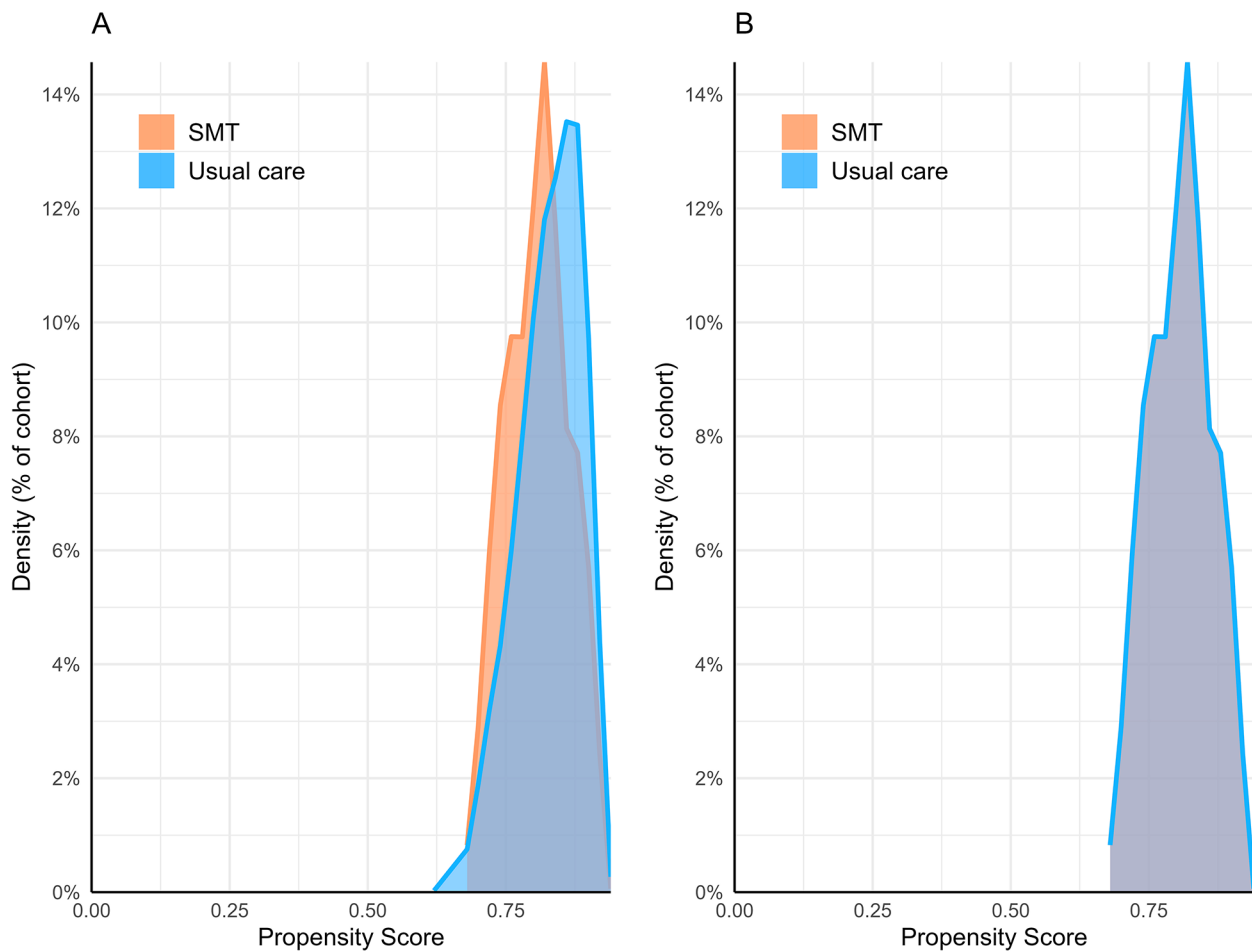 A
14%
12%
10%
8%
6%
4%
2%
0%
Density (% of cohort)
SMT
Usual care
0.00 0.25 0.50 0.75
Propensity Score
B
14%
12%
10%
8%
6%
4%
2%
0%
Density (% of cohort)
SMT
Usual care
0.00 0.25 0.50 0.75
Propensity Score